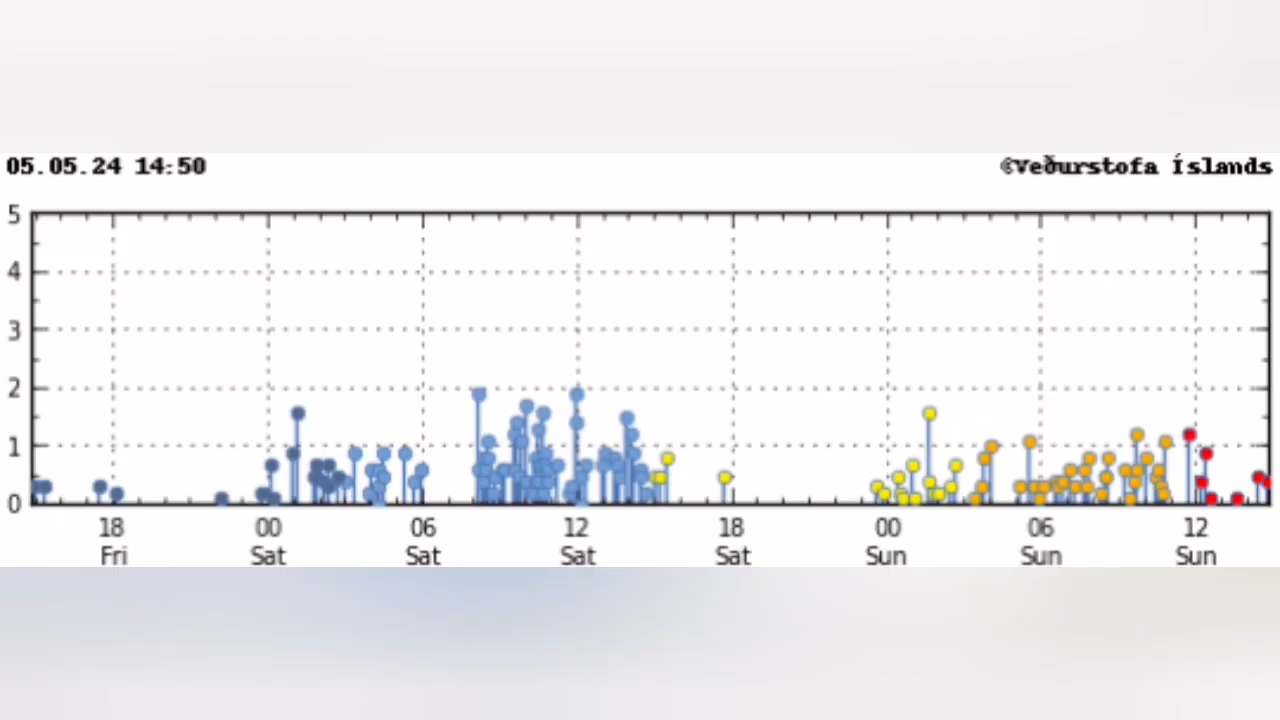 05.05.24 14:50
©Veðurstofa Íslands
5
4
3
2
1
0
18 00 06 12 18 00 06 12
Fri Sat Sat Sat Sat Sun Sun Sun